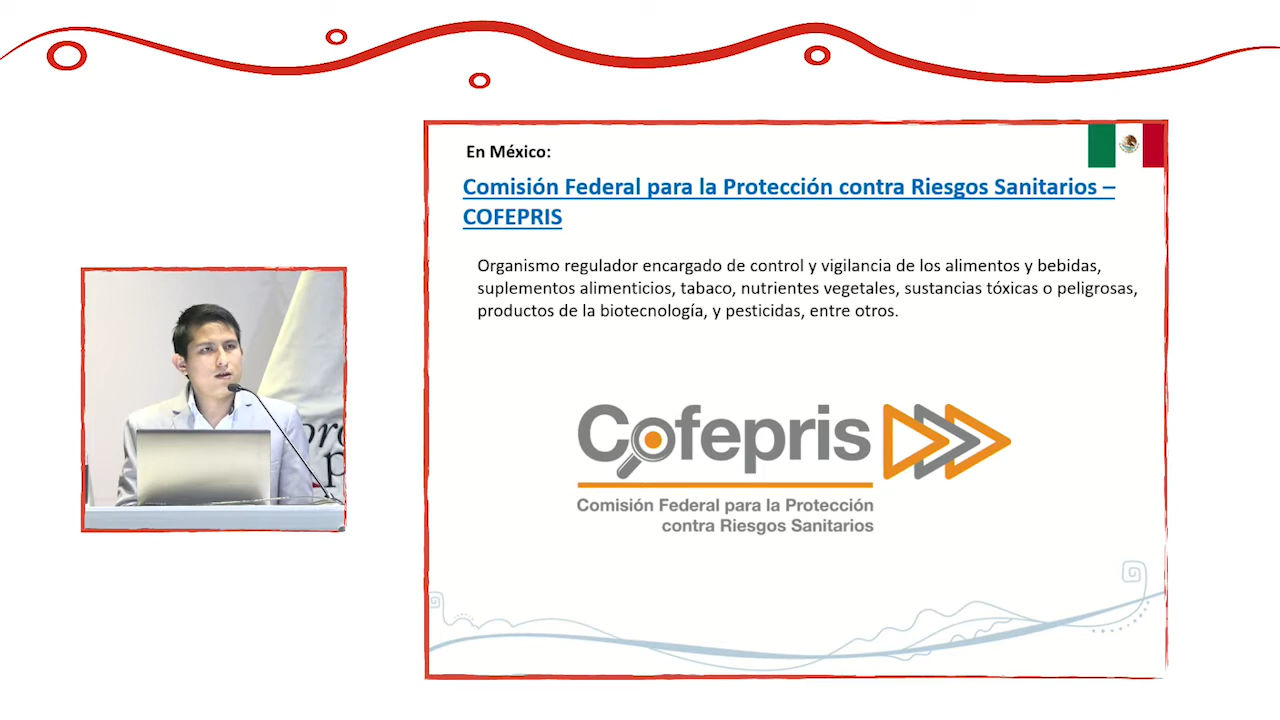 En México:
Comisión Federal para la Protección contra Riesgos Sanitarios –
COFEPRIS
Organismo regulador encargado de control y vigilancia de los alimentos y bebidas,
suplementos alimenticios, tabaco, nutrientes vegetales, sustancias tóxicas o peligrosas,
productos de la biotecnología, y pesticidas, entre otros.
Cofepris
Comisión Federal para la Protección
contra Riesgos Sanitarios